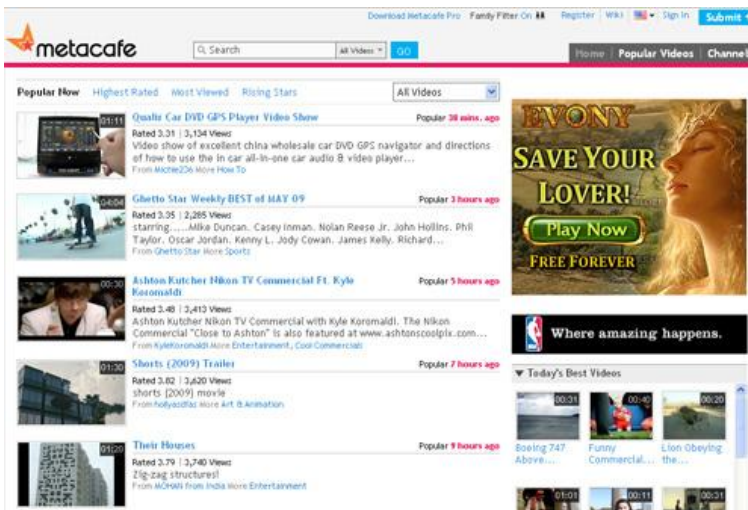 Download Metacafe Pro Family Filter On Register Wiki Sign In Submit
metacafe
Search All Videos GO
Home Popular Videos Channel
Popular Now Highest Rated Most Viewed Rising Stars All Videos
01:11
Qualir Car DVD GPS Player Video Show Popular 38 mins. ago
Rated 3.31 | 3,134 Views
Video show of excellent china wholesale car DVD GPS navigator and directions
of how to use the in car all-in-one car audio & video player...
From Michle236 More How To
04:04
Ghetto Star Weekly BEST of MAY 09 Popular 3 hours ago
Rated 3.35 | 2,285 Views
starring.....Mike Duncan. Casey Inman. Nolan Reese Jr. John Hollins. Phil
Taylor. Oscar Jordan. Kenny L. Jody Cowan. James Kelly. Richard...
From Ghetto Star More Sports
00:30
Ashton Kutcher Nikon TV Commercial Ft. Kyle Popular 5 hours ago
Koromaldi
Rated 3.48 | 3,413 Views
Ashton Kutcher Nikon TV Commercial with Kyle Koromaldi. The Nikon
Commercial "Close to Ashton" is also featured at www.ashtonscoolpix.com...
From KyleKoromaldi More Entertainment, Cool Commercials
01:30
Shorts (2009) Trailer Popular 7 hours ago
Rated 3.82 | 3,620 Views
shorts (2009) movie
From hollyasdfas More Art & Animation
01:20
Their Houses Popular 9 hours ago
Rated 3.79 | 3,740 Views
Zig-zag structures!
From MOHAN from India More Entertainment
EVONY
SAVE YOUR
LOVER!
Play Now
FREE FOREVER
NBA Where amazing happens.
Today's Best Videos
00:31 00:40 00:20
Boeing 747 Funny Lion Obeying
Above... Commercial... the...
01:01 00:11 00:31